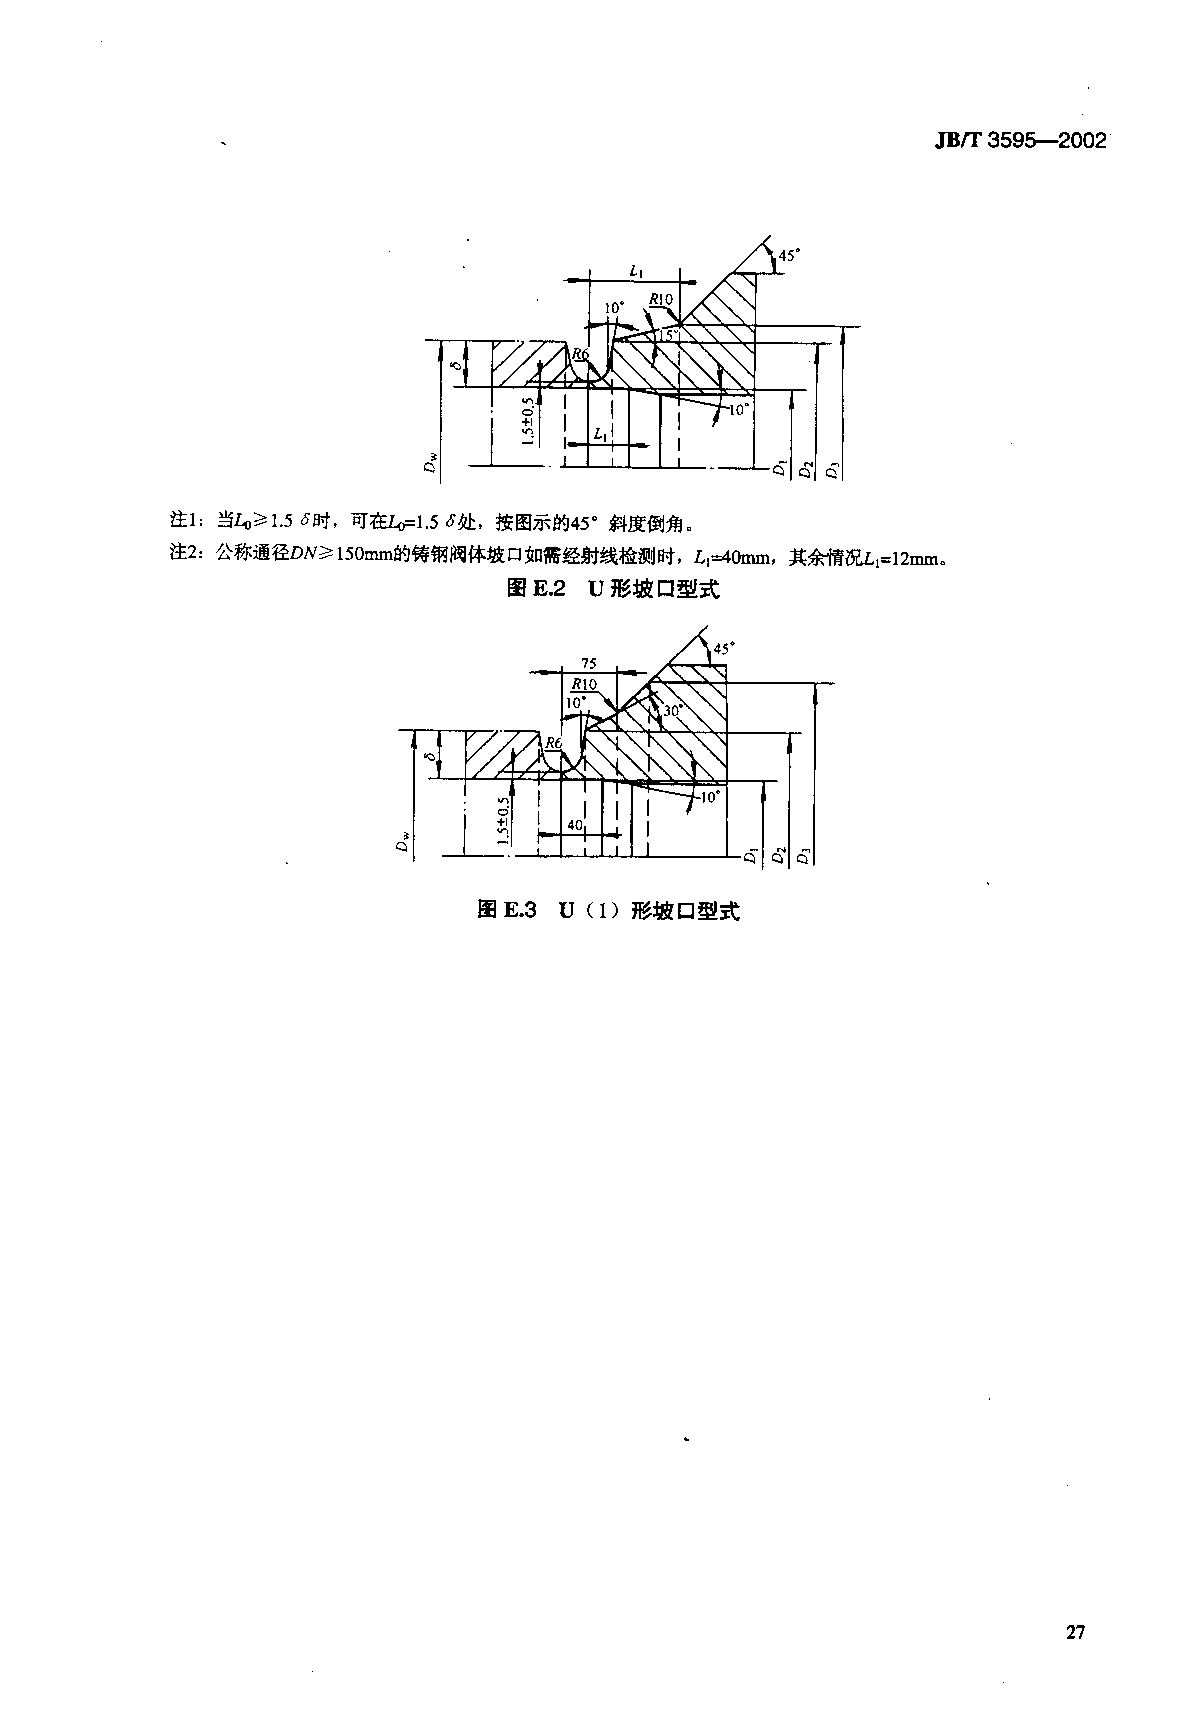 JB/T 3595—2002
45°
L1
10°
R10
15°
R6
δ
10°
1.5±0.5
L1
Dw
D1
D2
D3
注1：当L0≥1.5 δ时，可在L0=1.5 δ处，按图示的45°斜度倒角。
注2：公称通径DN≥150mm的铸钢阀体坡口如需经射线检测时，L1=40mm，其余情况L1=12mm。
图 E.2 U 形坡口型式
45°
75
R10
10°
30°
R6
δ
10°
1.5±0.5
40
Dw
D1
D2
D3
图 E.3 U（1）形坡口型式
27